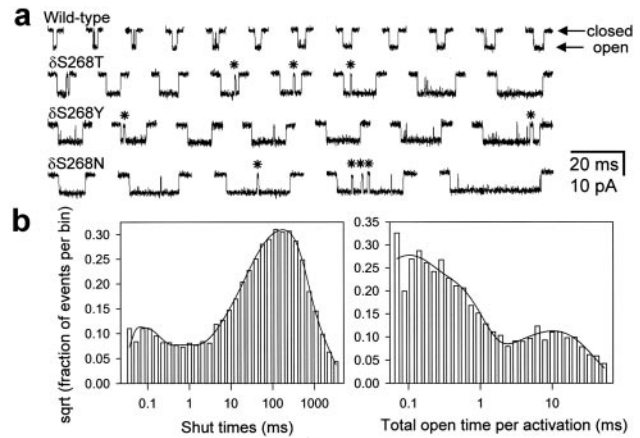 a
Wild-type
closed
open
δS268T
* * *
δS268Y
* *
δS268N
* * * *
20 ms
10 pA
b
sqrt (fraction of events per bin)
0.30
0.25
0.20
0.15
0.10
0.05
0.00
0.1 1 10 100 1000
Shut times (ms)
0.35
0.30
0.25
0.20
0.15
0.10
0.05
0.00
0.1 1 10
Total open time per activation (ms)